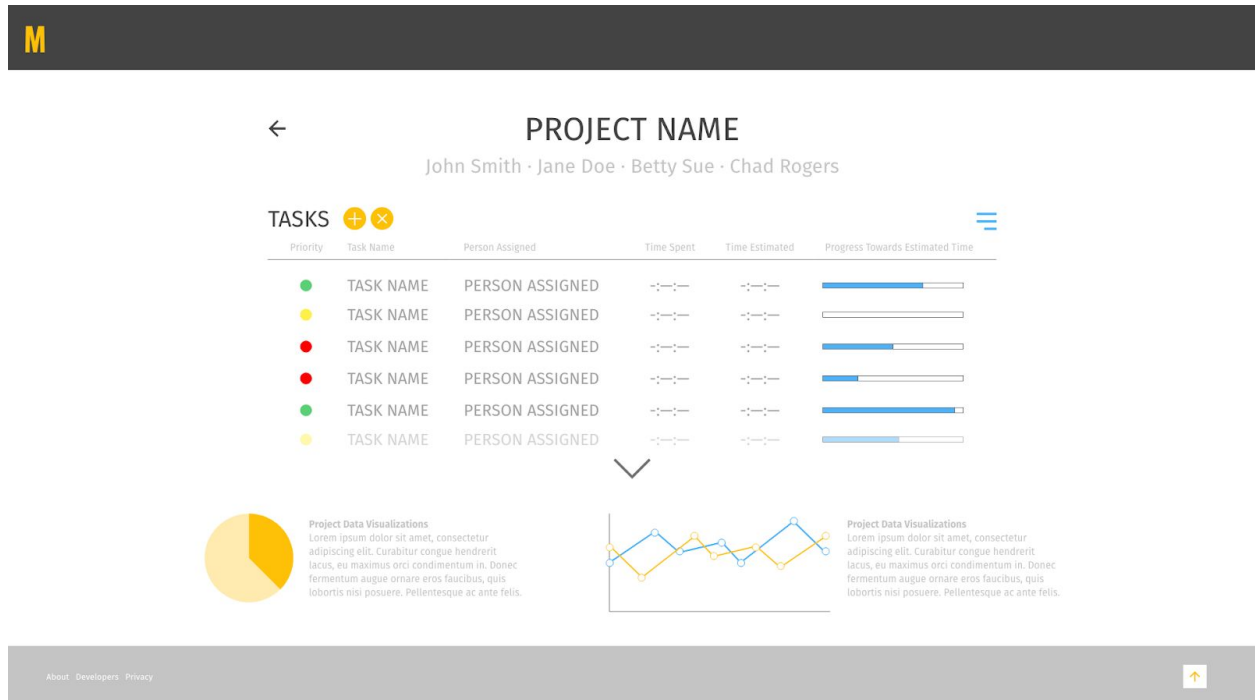 M
PROJECT NAME
John Smith · Jane Doe · Betty Sue · Chad Rogers
TASKS
Priority Task Name Person Assigned Time Spent Time Estimated Progress Towards Estimated Time
TASK NAME PERSON ASSIGNED -:—:— -:—:—
TASK NAME PERSON ASSIGNED -:—:— -:—:—
TASK NAME PERSON ASSIGNED -:—:— -:—:—
TASK NAME PERSON ASSIGNED -:—:— -:—:—
TASK NAME PERSON ASSIGNED -:—:— -:—:—
TASK NAME PERSON ASSIGNED -:—:— -:—:—
Project Data Visualizations
Lorem ipsum dolor sit amet, consectetur
adipiscing elit. Curabitur congue hendrerit
lacus, eu maximus orci condimentum in. Donec
fermentum augue ornare eros faucibus, quis
lobortis nisi posuere. Pellentesque ac ante felis.
Project Data Visualizations
Lorem ipsum dolor sit amet, consectetur
adipiscing elit. Curabitur congue hendrerit
lacus, eu maximus orci condimentum in. Donec
fermentum augue ornare eros faucibus, quis
lobortis nisi posuere. Pellentesque ac ante felis.
About Developers Privacy